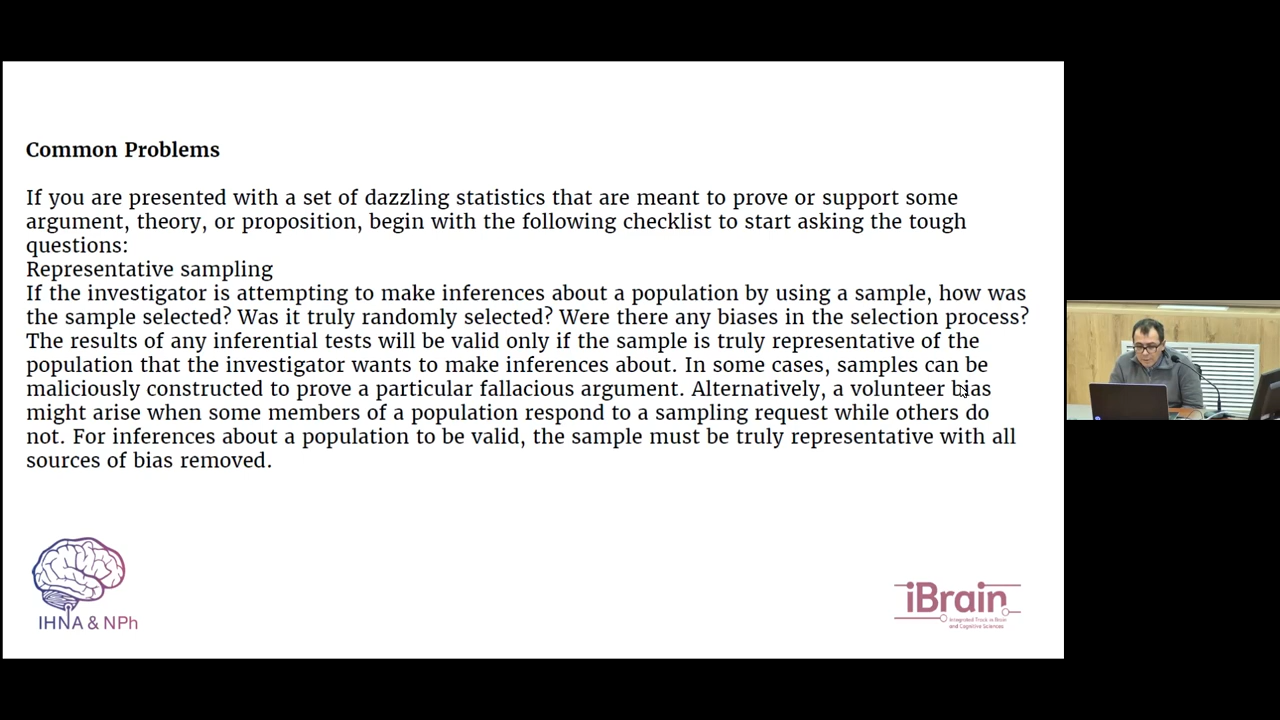 Common Problems
If you are presented with a set of dazzling statistics that are meant to prove or support some
argument, theory, or proposition, begin with the following checklist to start asking the tough
questions:
Representative sampling
If the investigator is attempting to make inferences about a population by using a sample, how was
the sample selected? Was it truly randomly selected? Were there any biases in the selection process?
The results of any inferential tests will be valid only if the sample is truly representative of the
population that the investigator wants to make inferences about. In some cases, samples can be
maliciously constructed to prove a particular fallacious argument. Alternatively, a volunteer bias
might arise when some members of a population respond to a sampling request while others do
not. For inferences about a population to be valid, the sample must be truly representative with all
sources of bias removed.
IHNA & NPh
iBrain
Integrated Track in Brain
and Cognitive Sciences